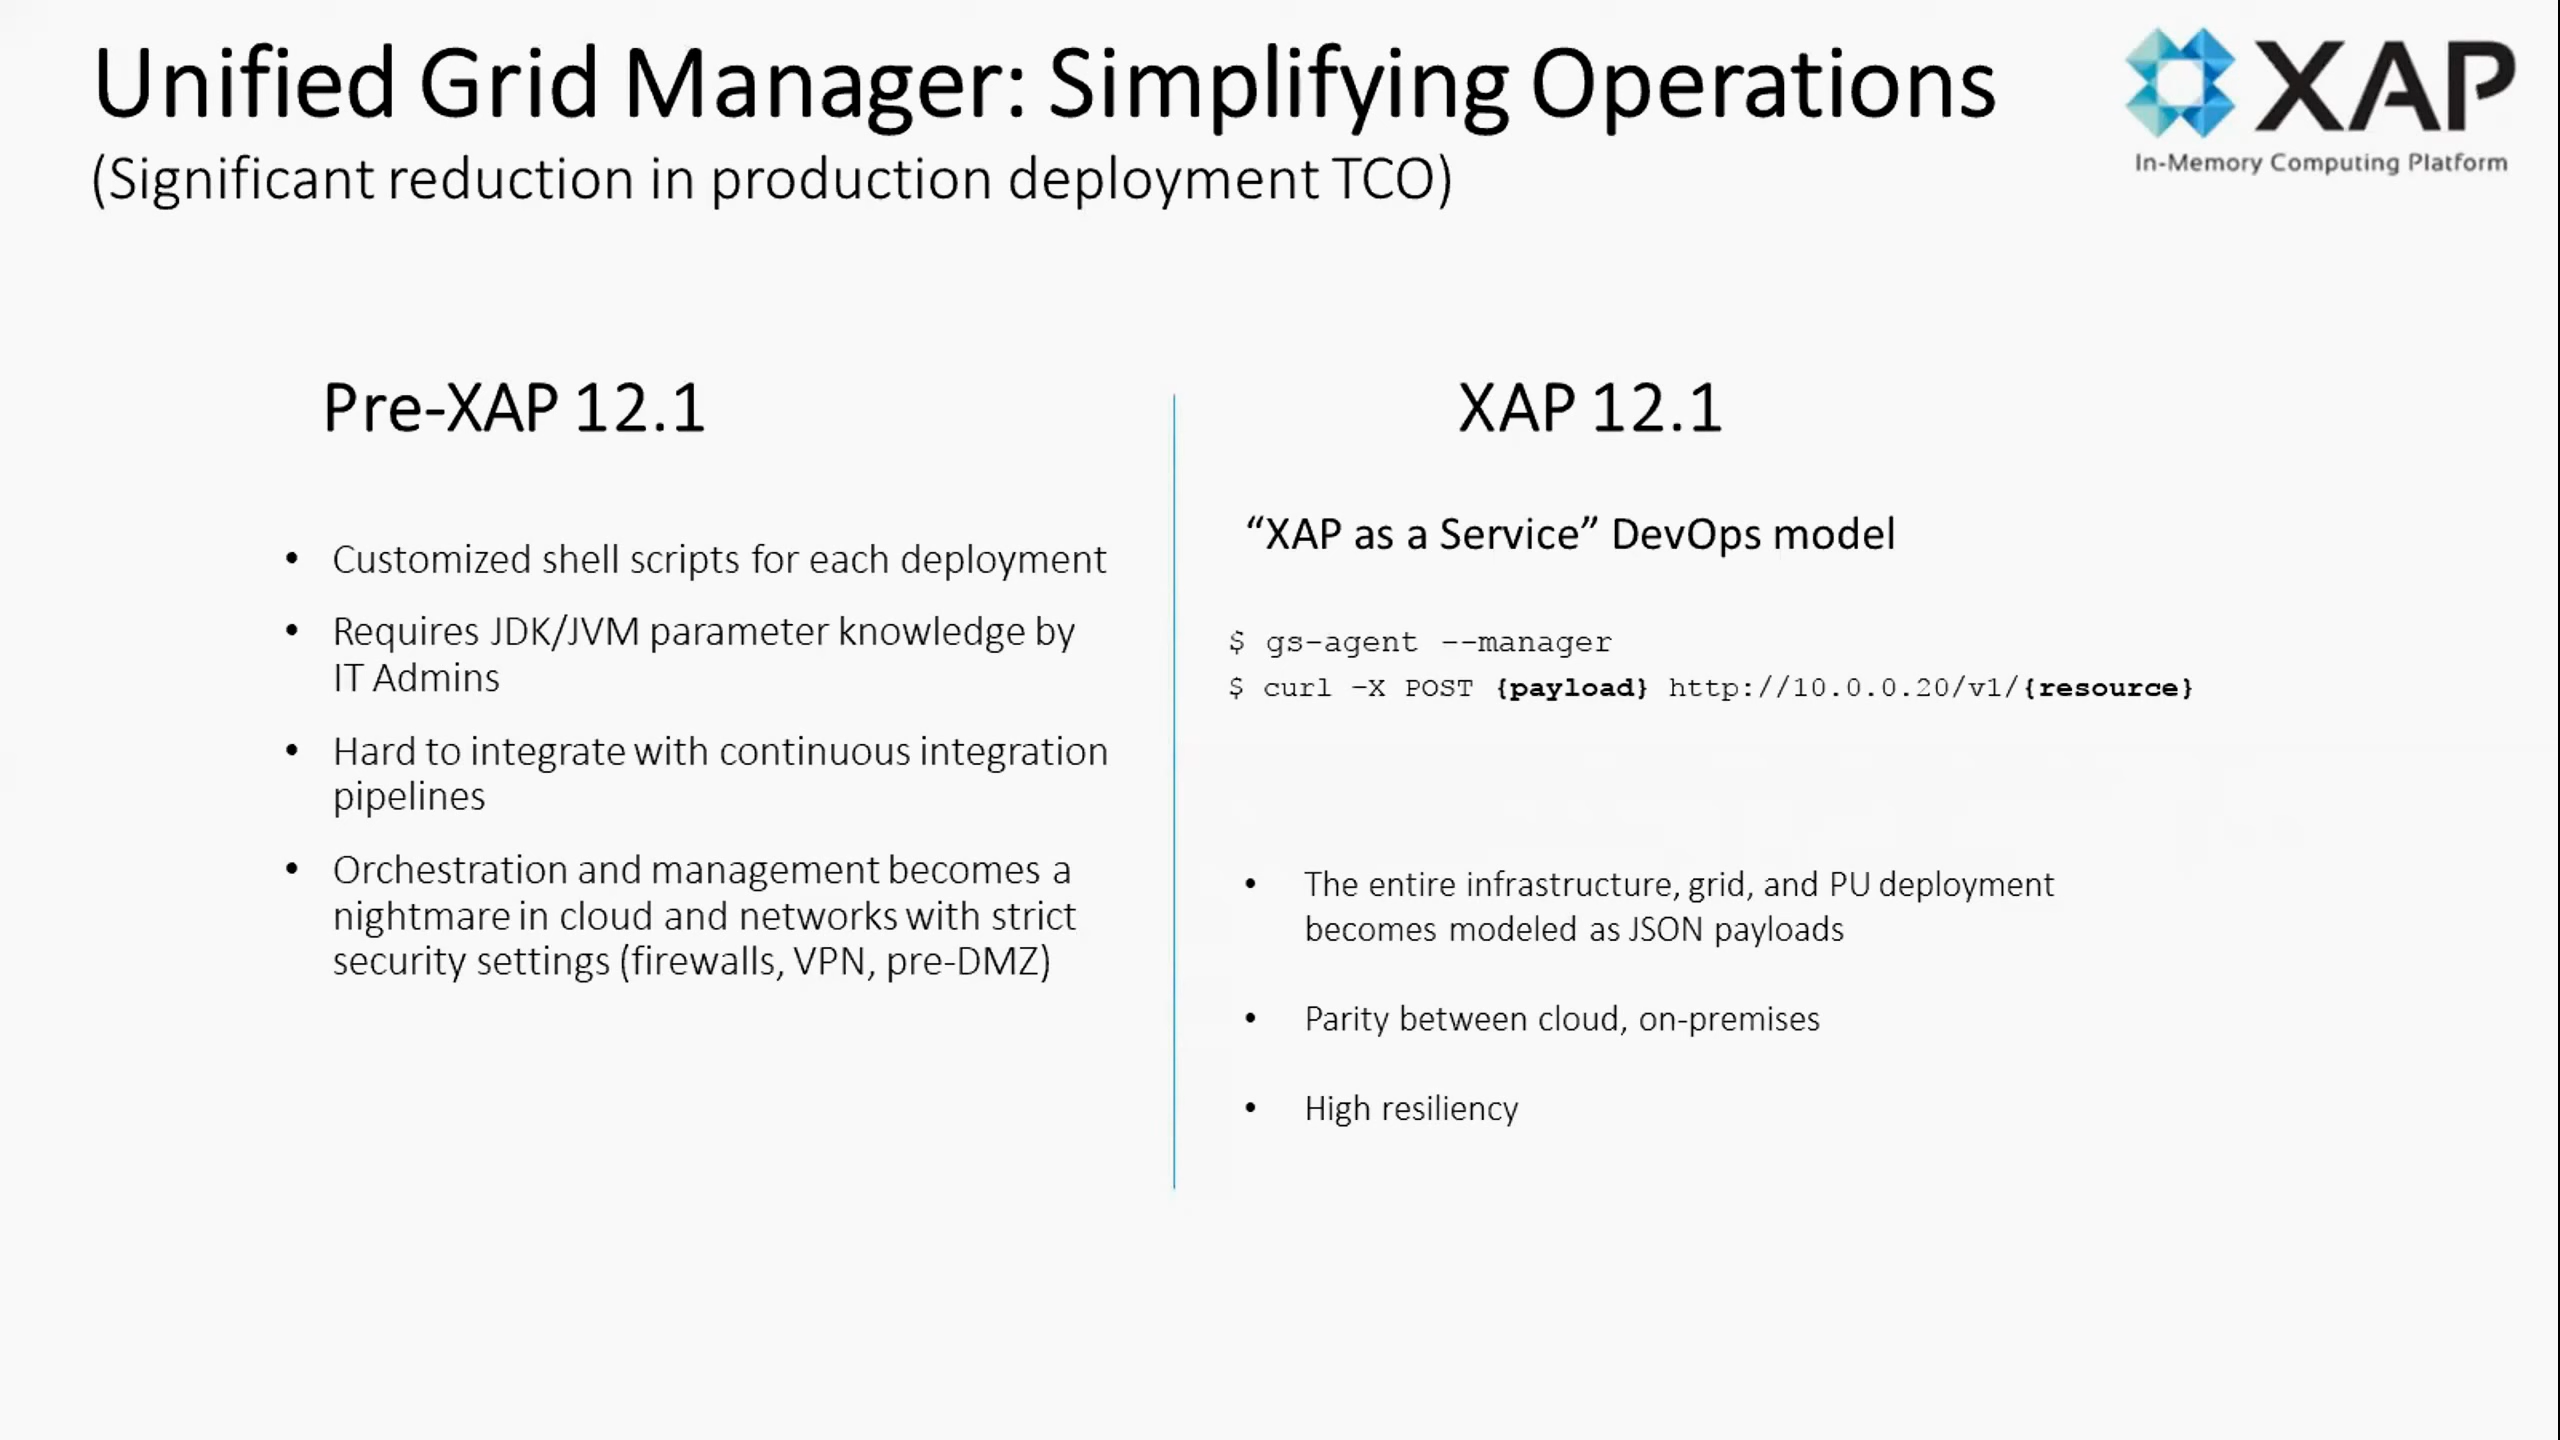 Unified Grid Manager: Simplifying Operations
(Significant reduction in production deployment TCO)
XAP
In-Memory Computing Platform
Pre-XAP 12.1
• Customized shell scripts for each deployment
• Requires JDK/JVM parameter knowledge by
IT Admins
• Hard to integrate with continuous integration
pipelines
• Orchestration and management becomes a
nightmare in cloud and networks with strict
security settings (firewalls, VPN, pre-DMZ)
XAP 12.1
“XAP as a Service” DevOps model
$ gs-agent --manager
$ curl –X POST {payload} http://10.0.0.20/v1/{resource}
• The entire infrastructure, grid, and PU deployment
becomes modeled as JSON payloads
• Parity between cloud, on-premises
• High resiliency